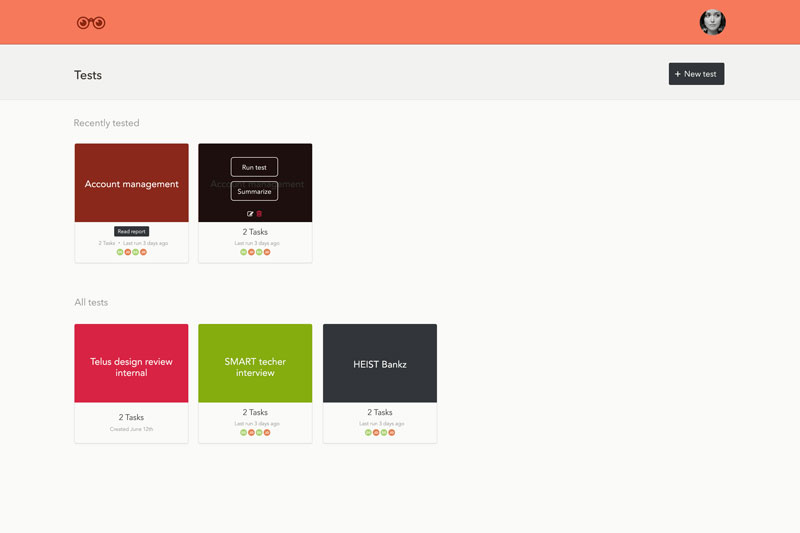 Tests
+ New test
Recently tested
Account management
Read report
2 Tasks • Last run 3 days ago
Run test
Account management
Summarize
2 Tasks
Last run 3 days ago
All tests
Telus design review
internal
2 Tasks
Created June 12th
SMART techer
interview
2 Tasks
Last run 3 days ago
HEIST Bankz
2 Tasks
Last run 3 days ago